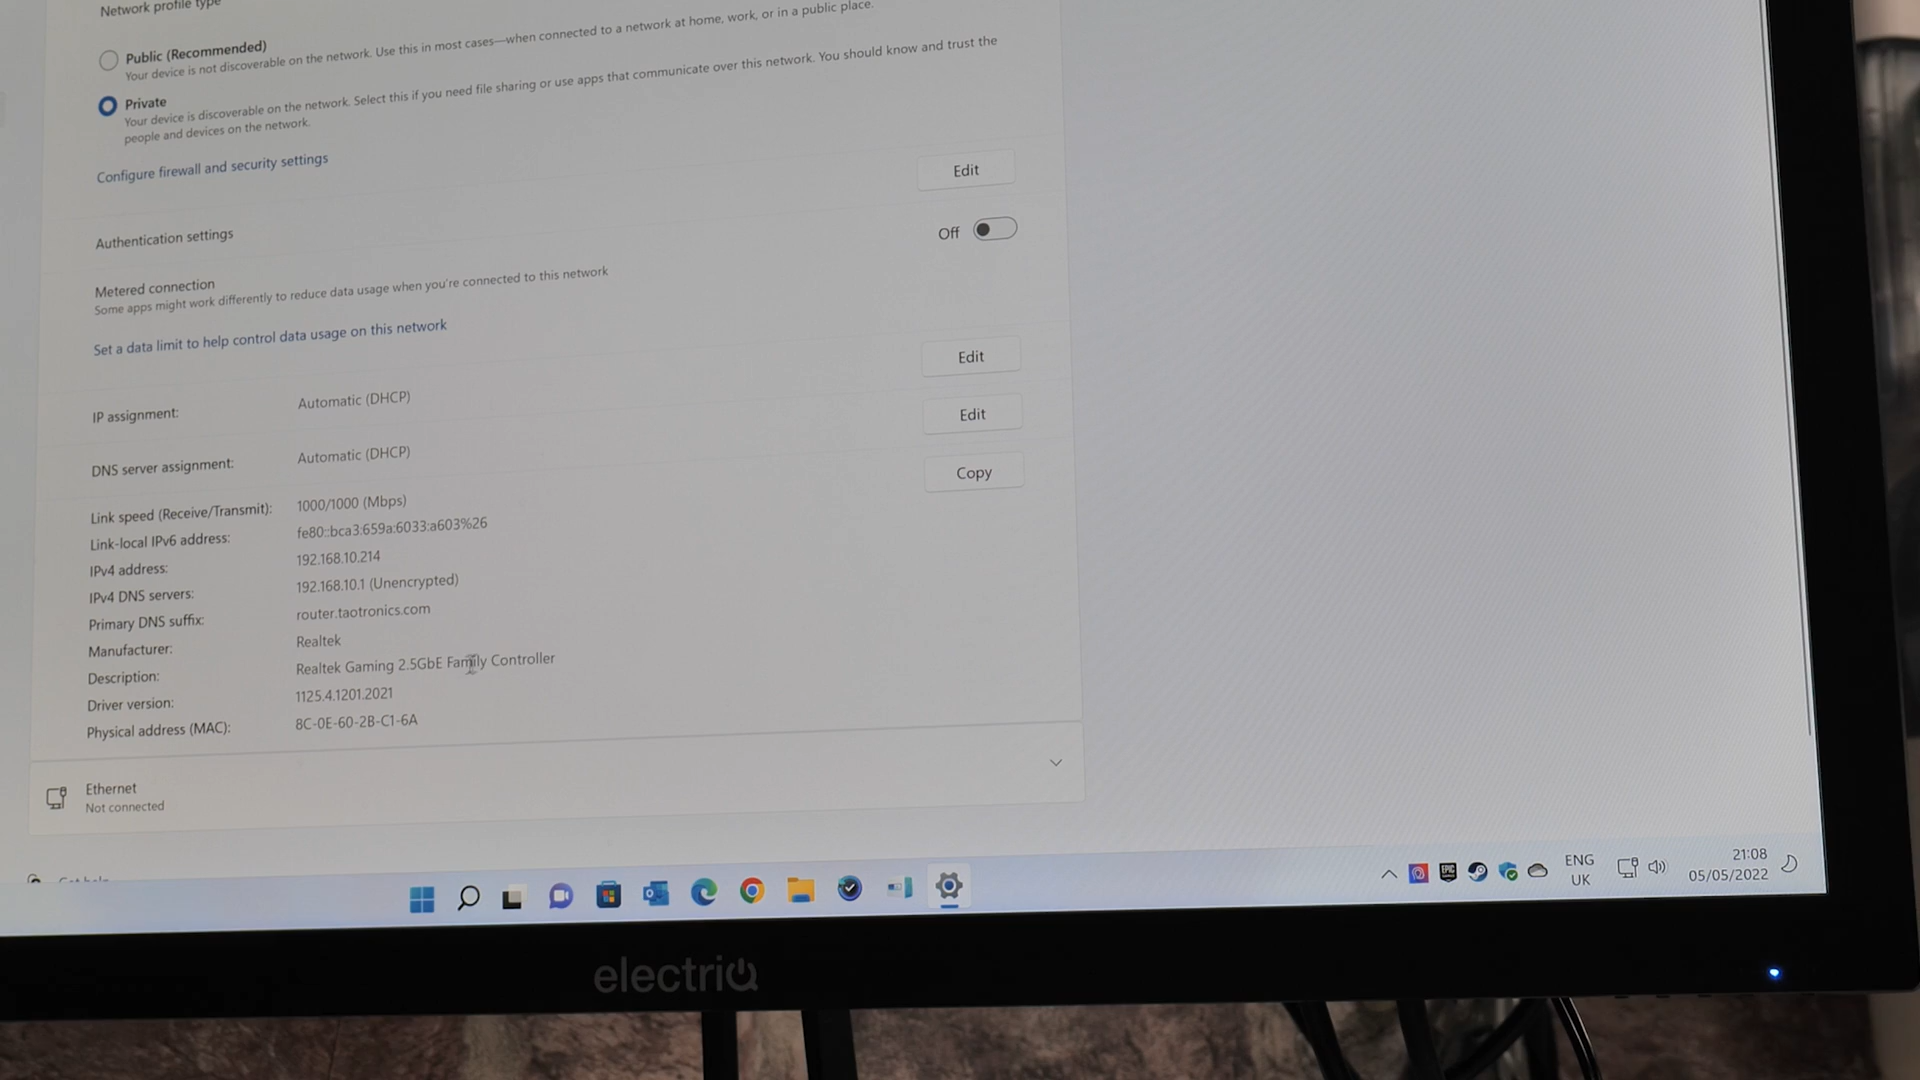 Network profile type
Public (Recommended)
Your device is not discoverable on the network. Use this in most cases—when connected to a network at home, work, or in a public place.
Private
Your device is discoverable on the network. Select this if you need file sharing or use apps that communicate over this network. You should know and trust the
people and devices on the network.
Configure firewall and security settings
Edit
Authentication settings
Off
Metered connection
Some apps might work differently to reduce data usage when you're connected to this network
Set a data limit to help control data usage on this network
Edit
IP assignment: Automatic (DHCP)
Edit
DNS server assignment: Automatic (DHCP)
Copy
Link speed (Receive/Transmit): 1000/1000 (Mbps)
Link-local IPv6 address: fe80::bca3:659a:6033:a603%26
IPv4 address: 192.168.10.214
IPv4 DNS servers: 192.168.10.1 (Unencrypted)
Primary DNS suffix: router.taotronics.com
Manufacturer: Realtek
Description: Realtek Gaming 2.5GbE Family Controller
Driver version: 1125.4.1201.2021
Physical address (MAC): 8C-0E-60-2B-C1-6A
Ethernet
Not connected
Get help
EPIC
ENG
UK
21:08
05/05/2022
electriQ